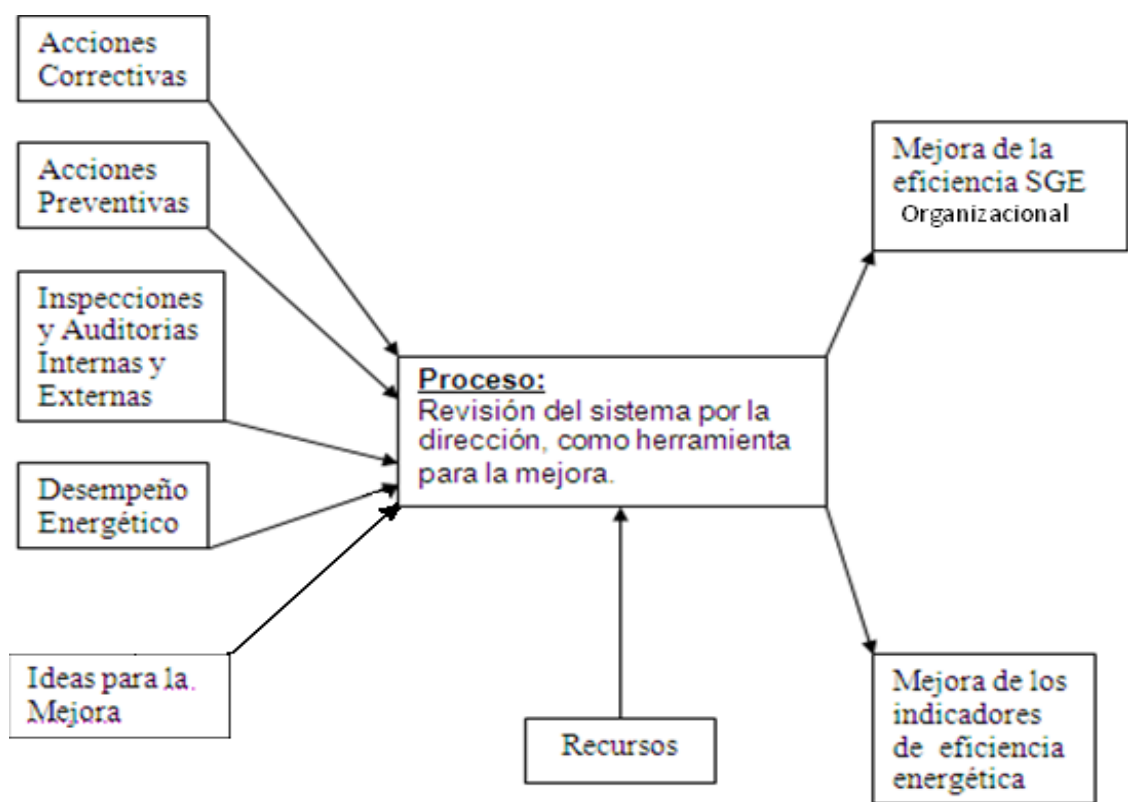 Acciones
Correctivas
Acciones
Preventivas
Inspecciones
y Auditorias
Internas y
Externas
Desempeño
Energético
Ideas para la.
Mejora
Proceso:
Revisión del sistema por la
dirección, como herramienta
para la mejora.
Recursos
Mejora de la
eficiencia SGE
Organizacional
Mejora de los
indicadores
de eficiencia
energética